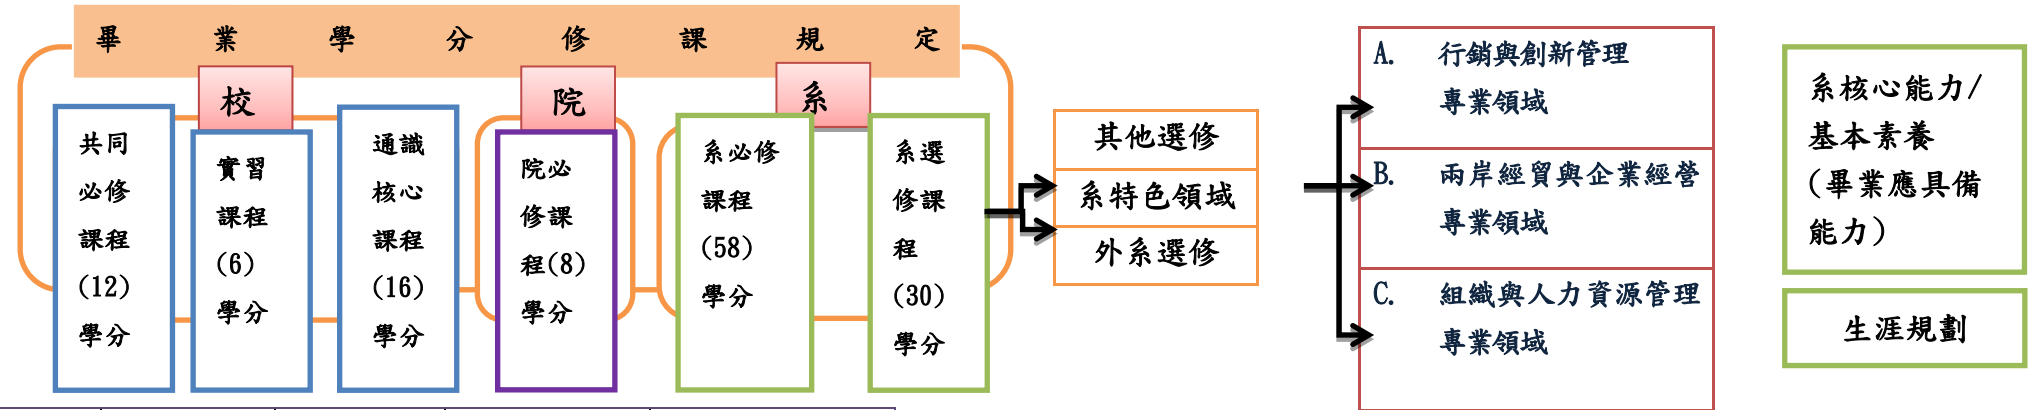 畢業學分修課規定
校
院
系
共同
必修
課程
(12)
學分
實習
課程
(6)
學分
通識
核心
課程
(16)
學分
院必
修課
程(8)
學分
系必修
課程
(58)
學分
系選
修課
程
(30)
學分
其他選修
系特色領域
外系選修
A. 行銷與創新管理
專業領域
B. 兩岸經貿與企業經營
專業領域
C. 組織與人力資源管理
專業領域
系核心能力/
基本素養
(畢業應具備
能力)
生涯規劃